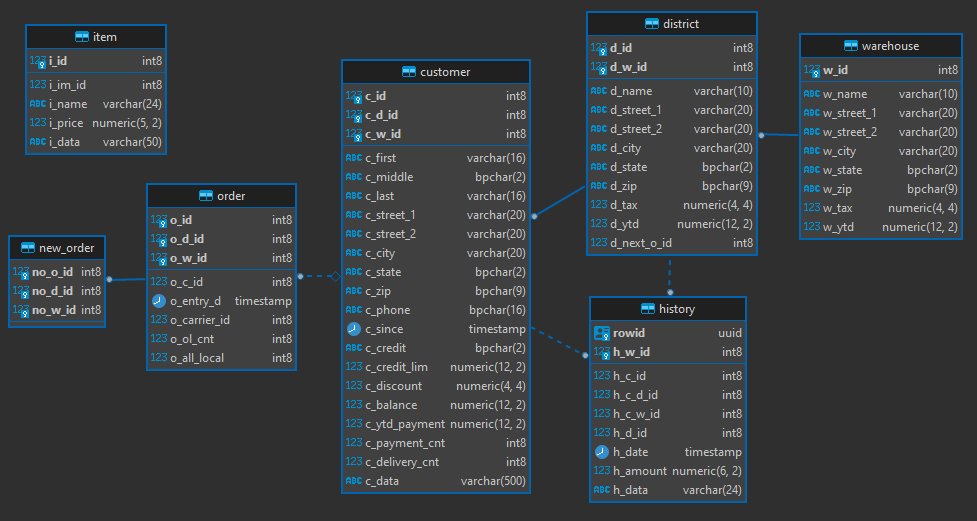 item
123 i_id int8
123 i_im_id int8
ABC i_name varchar(24)
123 i_price numeric(5, 2)
ABC i_data varchar(50)
new_order
123 no_o_id int8
123 no_d_id int8
123 no_w_id int8
order
123 o_id int8
123 o_d_id int8
123 o_w_id int8
123 o_c_id int8
o_entry_d timestamp
123 o_carrier_id int8
123 o_ol_cnt int8
123 o_all_local int8
customer
123 c_id int8
123 c_d_id int8
123 c_w_id int8
ABC c_first varchar(16)
ABC c_middle bpchar(2)
ABC c_last varchar(16)
ABC c_street_1 varchar(20)
ABC c_street_2 varchar(20)
ABC c_city varchar(20)
ABC c_state bpchar(2)
ABC c_zip bpchar(9)
ABC c_phone bpchar(16)
c_since timestamp
ABC c_credit bpchar(2)
123 c_credit_lim numeric(12, 2)
123 c_discount numeric(4, 4)
123 c_balance numeric(12, 2)
123 c_ytd_payment numeric(12, 2)
123 c_payment_cnt int8
123 c_delivery_cnt int8
ABC c_data varchar(500)
district
123 d_id int8
123 d_w_id int8
ABC d_name varchar(10)
ABC d_street_1 varchar(20)
ABC d_street_2 varchar(20)
ABC d_city varchar(20)
ABC d_state bpchar(2)
ABC d_zip bpchar(9)
123 d_tax numeric(4, 4)
123 d_ytd numeric(12, 2)
123 d_next_o_id int8
warehouse
123 w_id int8
ABC w_name varchar(10)
ABC w_street_1 varchar(20)
ABC w_street_2 varchar(20)
ABC w_city varchar(20)
ABC w_state bpchar(2)
ABC w_zip bpchar(9)
123 w_tax numeric(4, 4)
123 w_ytd numeric(12, 2)
history
rowid uuid
123 h_w_id int8
123 h_c_id int8
123 h_c_d_id int8
123 h_c_w_id int8
123 h_d_id int8
h_date timestamp
123 h_amount numeric(6, 2)
ABC h_data varchar(24)